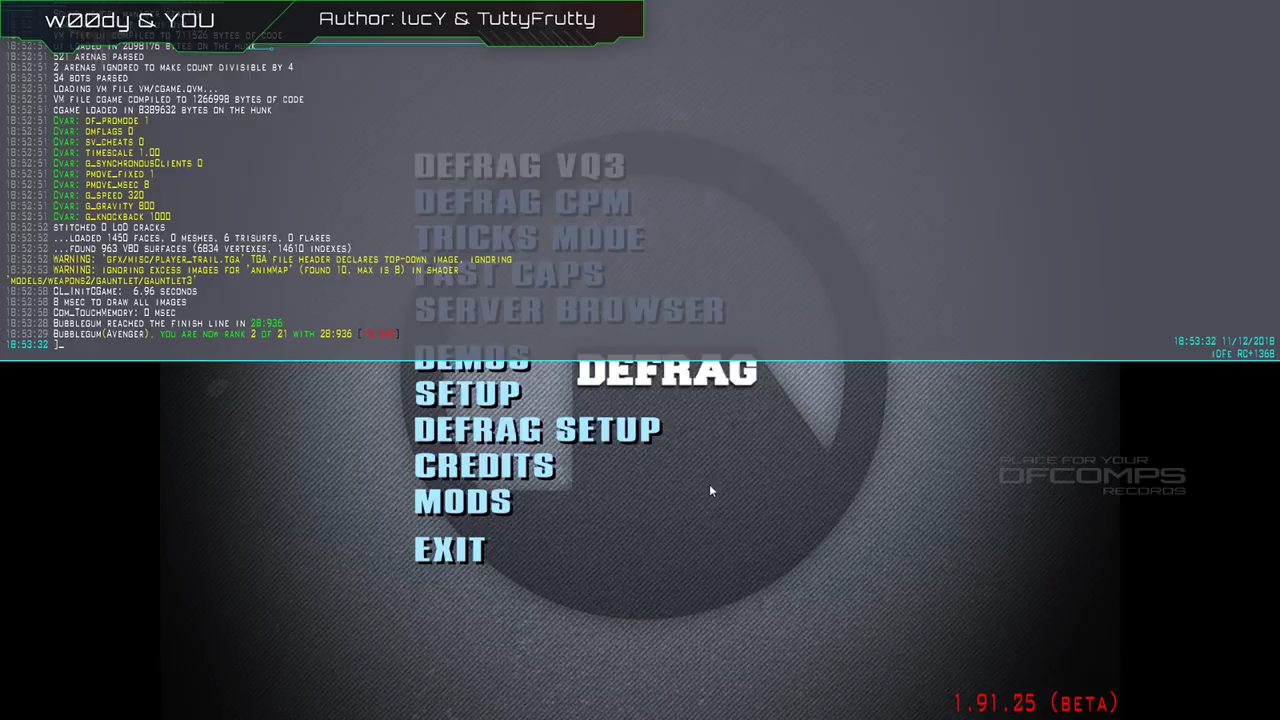 w00dy & YOU
Author: lucY & TuttyFrutty
VM FILE COMPILED TO 711526 BYTES OF CODE
UI LOADED IN 2098176 BYTES ON THE HUNK
18:52:51 521 ARENAS PARSED
18:52:51 2 ARENAS IGNORED TO MAKE COUNT DIVISIBLE BY 4
18:52:51 34 BOTS PARSED
18:52:51 LOADING VM FILE VM/CGAME.QVM...
18:52:51 VM FILE CGAME COMPILED TO 1266998 BYTES OF CODE
18:52:51 CGAME LOADED IN 8389632 BYTES ON THE HUNK
18:52:51 CVAR: DF_PROMODE 1
18:52:51 CVAR: DMFLAGS 0
18:52:51 CVAR: SV_CHEATS 0
18:52:51 CVAR: TIMESCALE 1.00
18:52:51 CVAR: G_SYNCHRONOUSCLIENTS 0
18:52:51 CVAR: PMOVE_FIXED 1
18:52:51 CVAR: PMOVE_MSEC 8
18:52:51 CVAR: G_SPEED 320
18:52:51 CVAR: G_GRAVITY 800
18:52:51 CVAR: G_KNOCKBACK 1000
18:52:52 STITCHED 0 LOD CRACKS
18:52:52 ...LOADED 1450 FACES, 0 MESHES, 6 TRISURFS, 0 FLARES
18:52:52 ...FOUND 963 VBO SURFACES (6834 VERTEXES, 14610 INDEXES)
18:52:52 WARNING: 'GFX/MISC/PLAYER_TRAIL.TGA' TGA FILE HEADER DECLARES TOP-DOWN IMAGE, IGNORING
18:52:53 WARNING: IGNORING EXCESS IMAGES FOR 'ANIMMAP' (FOUND 10, MAX IS 8) IN SHADER
'MODELS/WEAPONS2/GAUNTLET/GAUNTLET3'
18:52:58 CL_INITCGAME: 6.96 SECONDS
18:52:58 8 MSEC TO DRAW ALL IMAGES
18:52:58 COM_TOUCHMEMORY: 0 MSEC
18:53:28 BUBBLEGUM REACHED THE FINISH LINE IN 28:936
18:53:29 BUBBLEGUM(AVENGER), YOU ARE NOW RANK 2 OF 21 WITH 28:936
18:53:32 ]_
18:53:32 11/12/2018
IDFE RC+1368
DEFRAG VQ3
DEFRAG CPM
TRICKS MODE
FAST CAPS
SERVER BROWSER
DEMOS
DEFRAG
SETUP
DEFRAG SETUP
CREDITS
MODS
EXIT
PLACE FOR YOUR
DFCOMPS
RECORDS
1.91.25 (BETA)